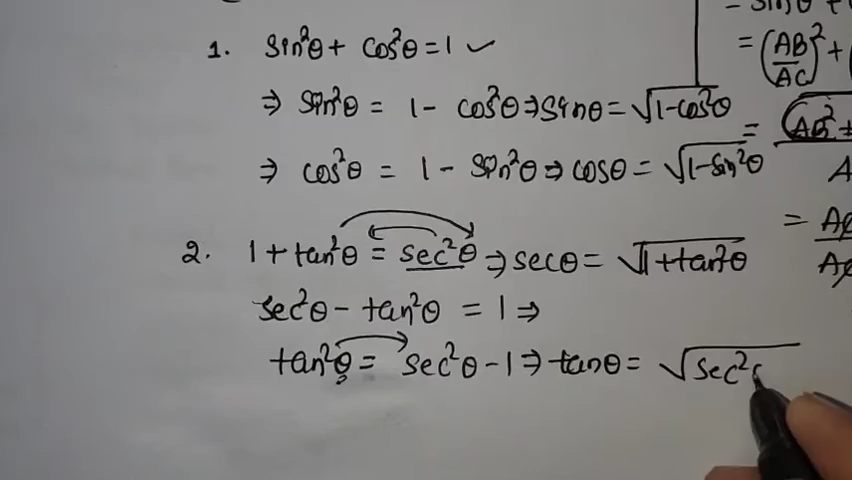 1. sin²θ + cos²θ = 1 ✓
⇒ sin²θ = 1 - cos²θ ⇒ sinθ = √1-cos²θ
⇒ cos²θ = 1 - sin²θ ⇒ cosθ = √1-sin²θ
2. 1 + tan²θ = sec²θ ⇒ secθ = √1+tan²θ
sec²θ - tan²θ = 1 ⇒
tan²θ = sec²θ - 1 ⇒ tanθ = √sec²
= (AB/AC)² +
= (AB² +